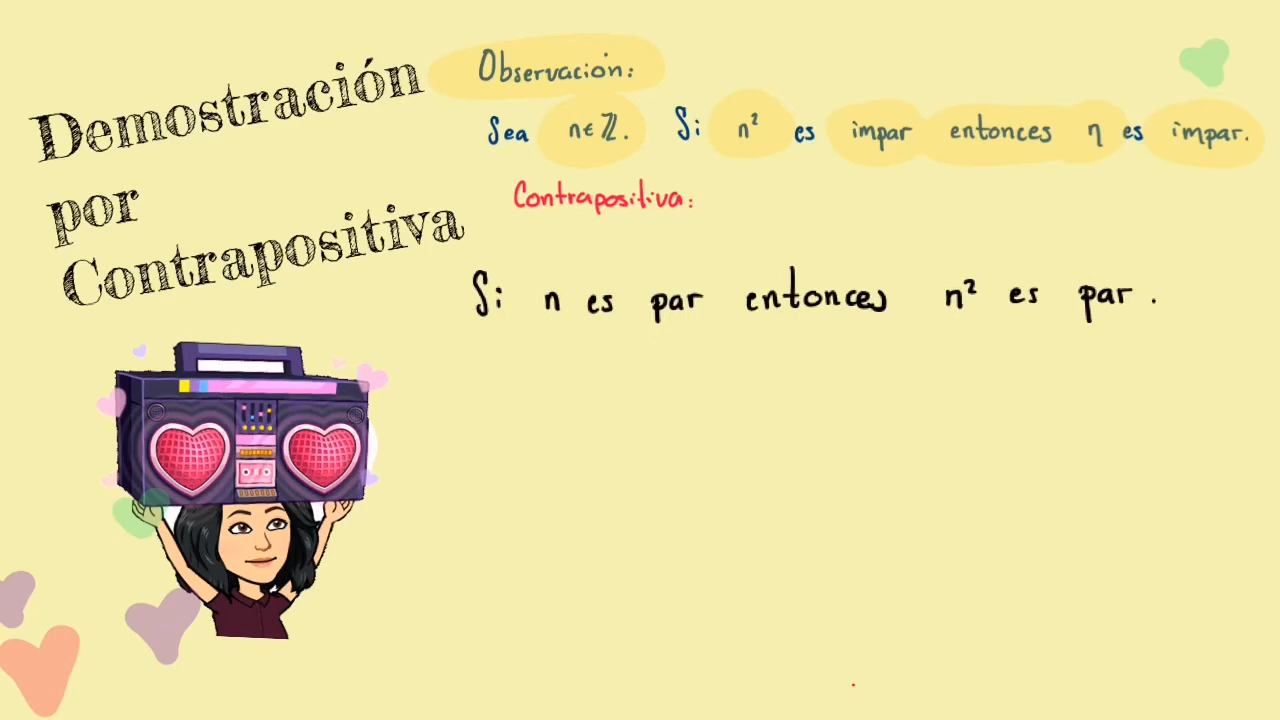 Demostración
por
Contrapositiva
Observación:
Sea n∈ℤ. Si n² es impar entonces n es impar.
Contrapositiva:
Si n es par entonces n² es par.